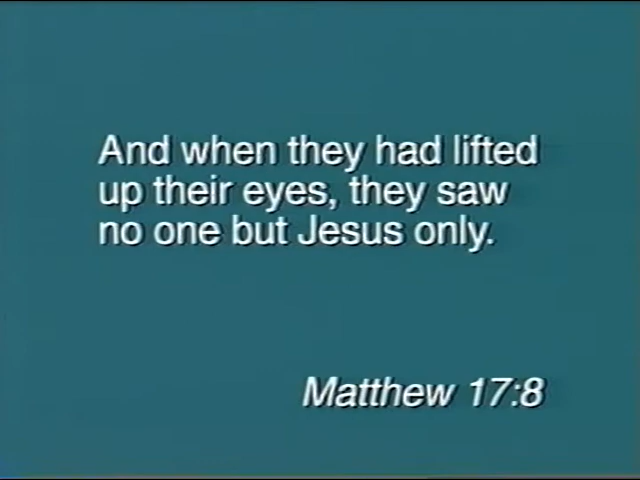 And when they had lifted
up their eyes, they saw
no one but Jesus only.
Matthew 17:8